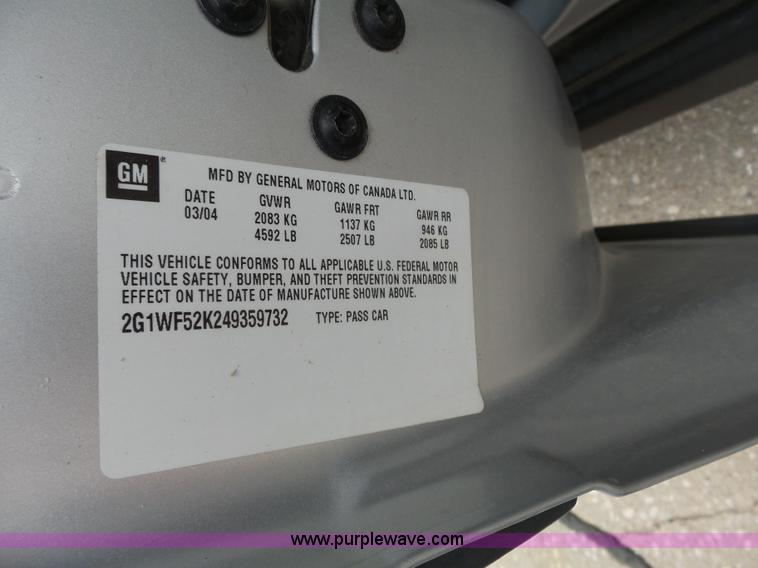 GM
MFD BY GENERAL MOTORS OF CANADA LTD.
DATE GVWR GAWR FRT GAWR RR
03/04 2083 KG 1137 KG 946 KG
4592 LB 2507 LB 2085 LB
THIS VEHICLE CONFORMS TO ALL APPLICABLE U.S. FEDERAL MOTOR
VEHICLE SAFETY, BUMPER, AND THEFT PREVENTION STANDARDS IN
EFFECT ON THE DATE OF MANUFACTURE SHOWN ABOVE.
2G1WF52K249359732 TYPE: PASS CAR
www.purplewave.com